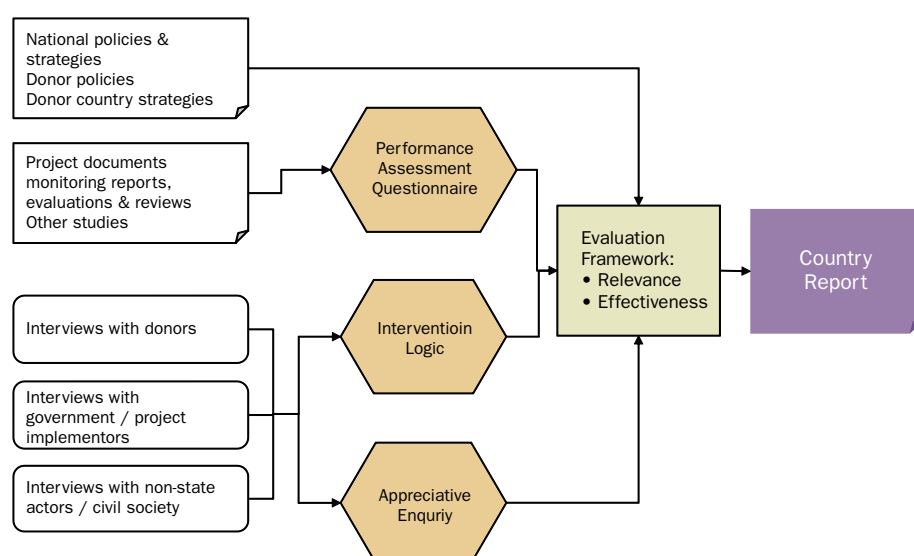 National policies &
strategies
Donor policies
Donor country strategies
Project documents
monitoring reports,
evaluations & reviews
Other studies
Performance
Assessment
Questionnaire
Evaluation
Framework:
• Relevance
• Effectiveness
Country
Report
Interviews with donors
Interventioin
Logic
Interviews with
government / project
implementors
Interviews with non-state
actors / civil society
Appreciative
Enquriy